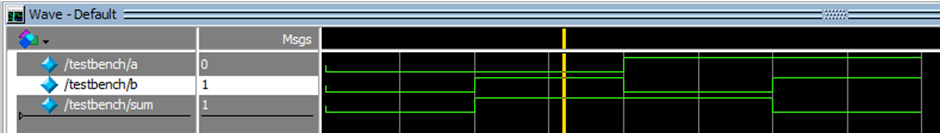 Wave - Default
Msgs
/testbench/a 0
/testbench/b 1
/testbench/sum 1